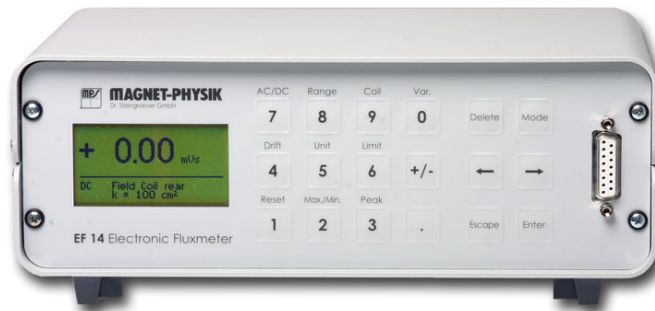 MPS MAGNET-PHYSIK
Dr. Steingroever GmbH
+ 0.00 mVs
DC Field Coil rear
k = 100 cm²
EF 14 Electronic Fluxmeter
AC/DC Range Coil Var.
7 8 9 0 Delete Mode
Drift Unit Limit
4 5 6 +/- ← →
Reset Max./Min. Peak
1 2 3 . Escape Enter